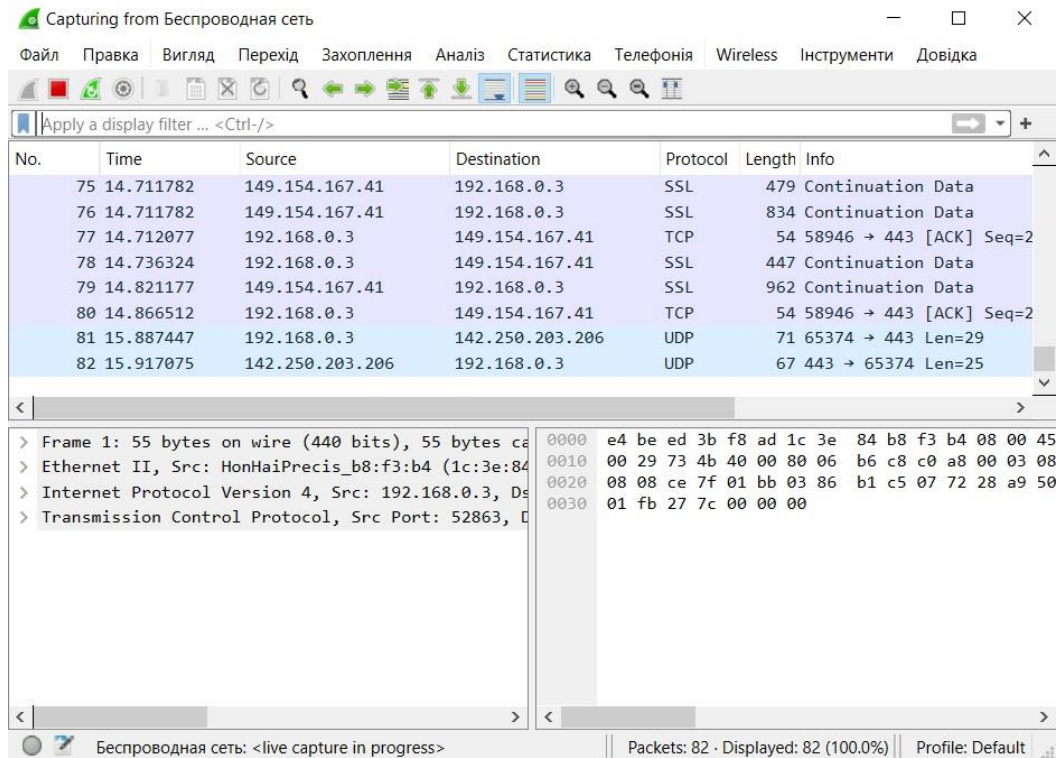 Capturing from Беспроводная сеть
Файл Правка Вигляд Перехід Захоплення Аналіз Статистика Телефонія Wireless Інструменти Довідка
Apply a display filter ... <Ctrl-/>
No. Time Source Destination Protocol Length Info
75 14.711782 149.154.167.41 192.168.0.3 SSL 479 Continuation Data
76 14.711782 149.154.167.41 192.168.0.3 SSL 834 Continuation Data
77 14.712077 192.168.0.3 149.154.167.41 TCP 54 58946 → 443 [ACK] Seq=2
78 14.736324 192.168.0.3 149.154.167.41 SSL 447 Continuation Data
79 14.821177 149.154.167.41 192.168.0.3 SSL 962 Continuation Data
80 14.866512 192.168.0.3 149.154.167.41 TCP 54 58946 → 443 [ACK] Seq=2
81 15.887447 192.168.0.3 142.250.203.206 UDP 71 65374 → 443 Len=29
82 15.917075 142.250.203.206 192.168.0.3 UDP 67 443 → 65374 Len=25
> Frame 1: 55 bytes on wire (440 bits), 55 bytes ca
> Ethernet II, Src: HonHaiPrecis_b8:f3:b4 (1c:3e:84
> Internet Protocol Version 4, Src: 192.168.0.3, Ds
> Transmission Control Protocol, Src Port: 52863, D
0000 e4 be ed 3b f8 ad 1c 3e 84 b8 f3 b4 08 00 45
0010 00 29 73 4b 40 00 80 06 b6 c8 c0 a8 00 03 08
0020 08 08 ce 7f 01 bb 03 86 b1 c5 07 72 28 a9 50
0030 01 fb 27 7c 00 00 00
Беспроводная сеть: <live capture in progress> Packets: 82 · Displayed: 82 (100.0%) Profile: Default